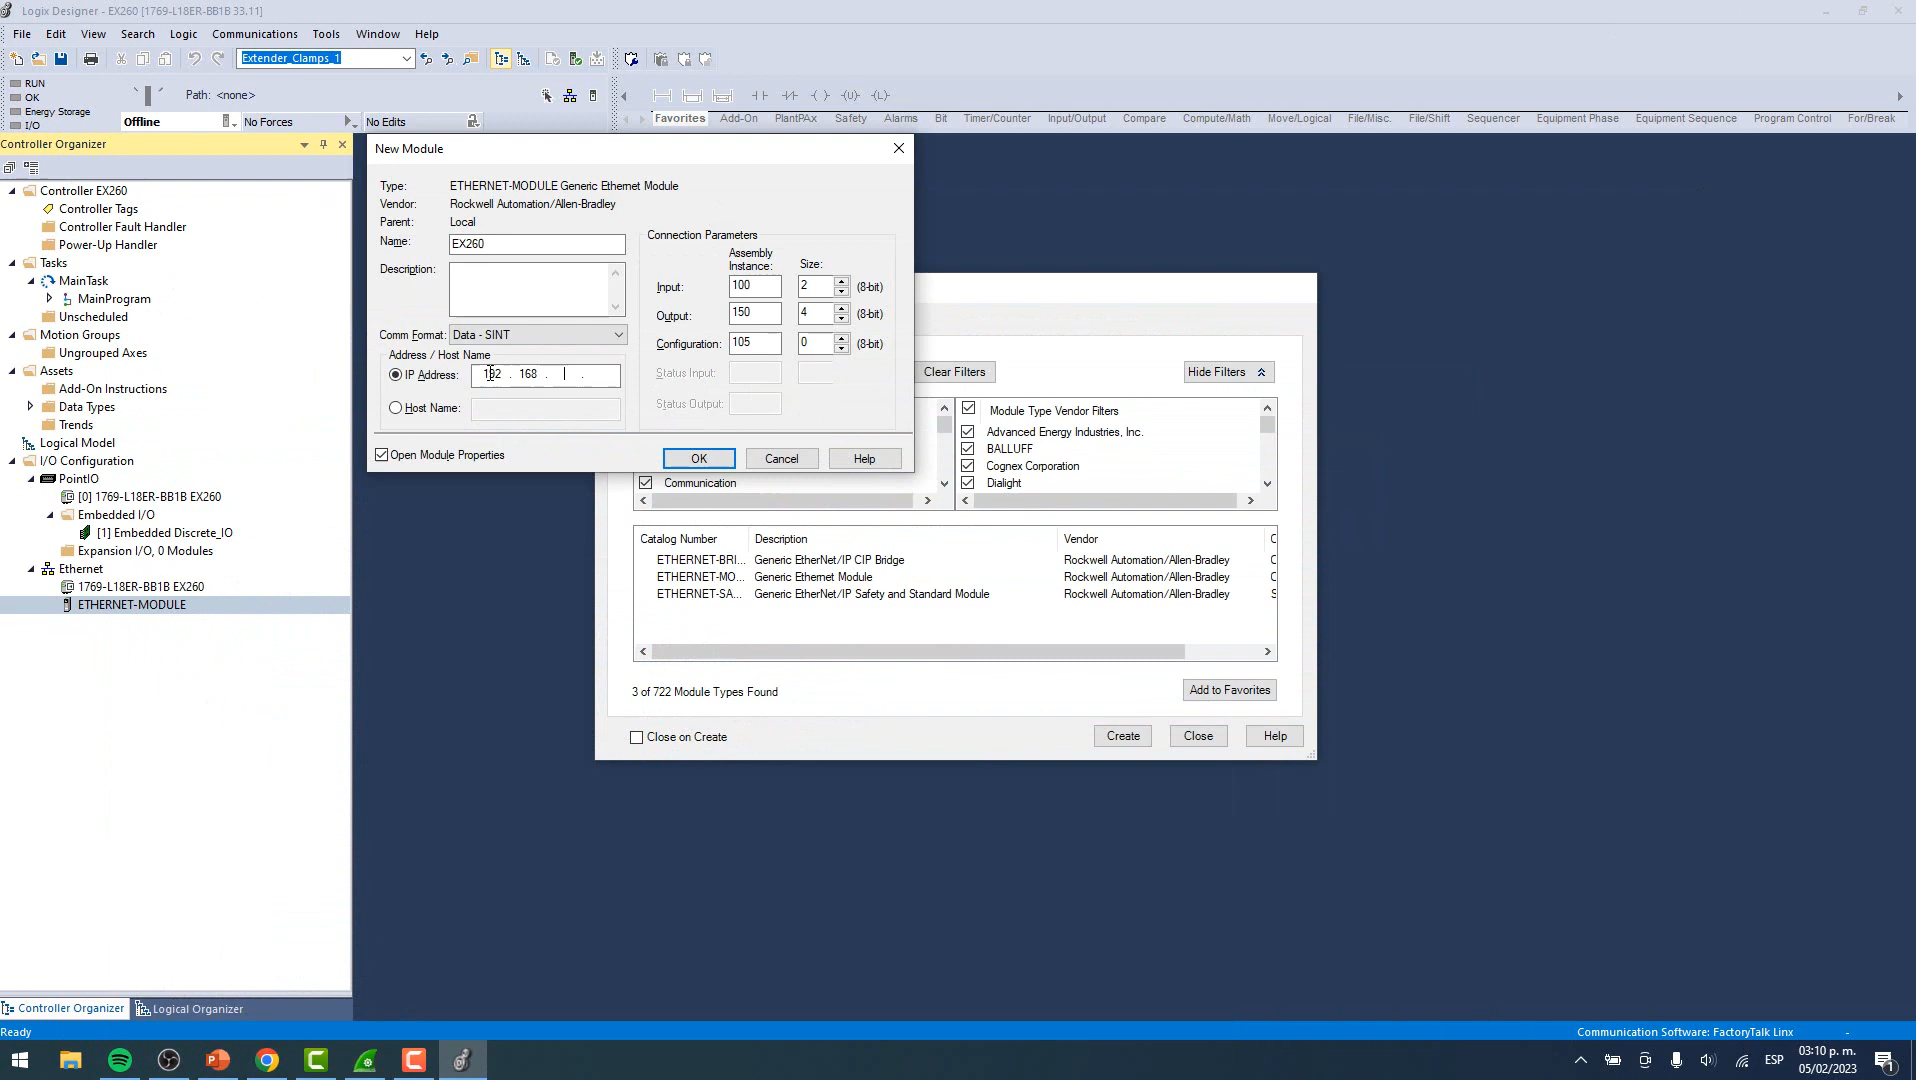 Logix Designer - EX260 [1769-L18ER-BB1B 33.11]
File Edit View Search Logic Communications Tools Window Help
Extender_Clamps_1
RUN
OK
Energy Storage
I/O
Path: <none>
Offline
No Forces
No Edits
Favorites Add-On PlantPAx Safety Alarms Bit Timer/Counter Input/Output Compare Compute/Math Move/Logical File/Misc. File/Shift Sequencer Equipment Phase Equipment Sequence Program Control For/Break
Controller Organizer
Controller EX260
Controller Tags
Controller Fault Handler
Power-Up Handler
Tasks
MainTask
MainProgram
Unscheduled
Motion Groups
Ungrouped Axes
Assets
Add-On Instructions
Data Types
Trends
Logical Model
I/O Configuration
PointIO
[0] 1769-L18ER-BB1B EX260
Embedded I/O
[1] Embedded Discrete_IO
Expansion I/O, 0 Modules
Ethernet
1769-L18ER-BB1B EX260
ETHERNET-MODULE
Controller Organizer
Logical Organizer
New Module
Type: ETHERNET-MODULE Generic Ethernet Module
Vendor: Rockwell Automation/Allen-Bradley
Parent: Local
Name: EX260
Description:
Comm Format: Data - SINT
Address / Host Name
IP Address: 192 . 168 . .
Host Name:
Connection Parameters
Assembly Instance: Size:
Input: 100 2 (8-bit)
Output: 150 4 (8-bit)
Configuration: 105 0 (8-bit)
Status Input:
Status Output:
Open Module Properties
OK Cancel Help
Clear Filters
Hide Filters
Module Type Vendor Filters
Advanced Energy Industries, Inc.
BALLUFF
Cognex Corporation
Dialight
Communication
Catalog Number Description Vendor C
ETHERNET-BRI... Generic EtherNet/IP CIP Bridge Rockwell Automation/Allen-Bradley C
ETHERNET-MO... Generic Ethernet Module Rockwell Automation/Allen-Bradley C
ETHERNET-SA... Generic EtherNet/IP Safety and Standard Module Rockwell Automation/Allen-Bradley S
3 of 722 Module Types Found
Add to Favorites
Close on Create
Create Close Help
Ready
Communication Software: FactoryTalk Linx -
ESP
03:10 p. m.
05/02/2023
1